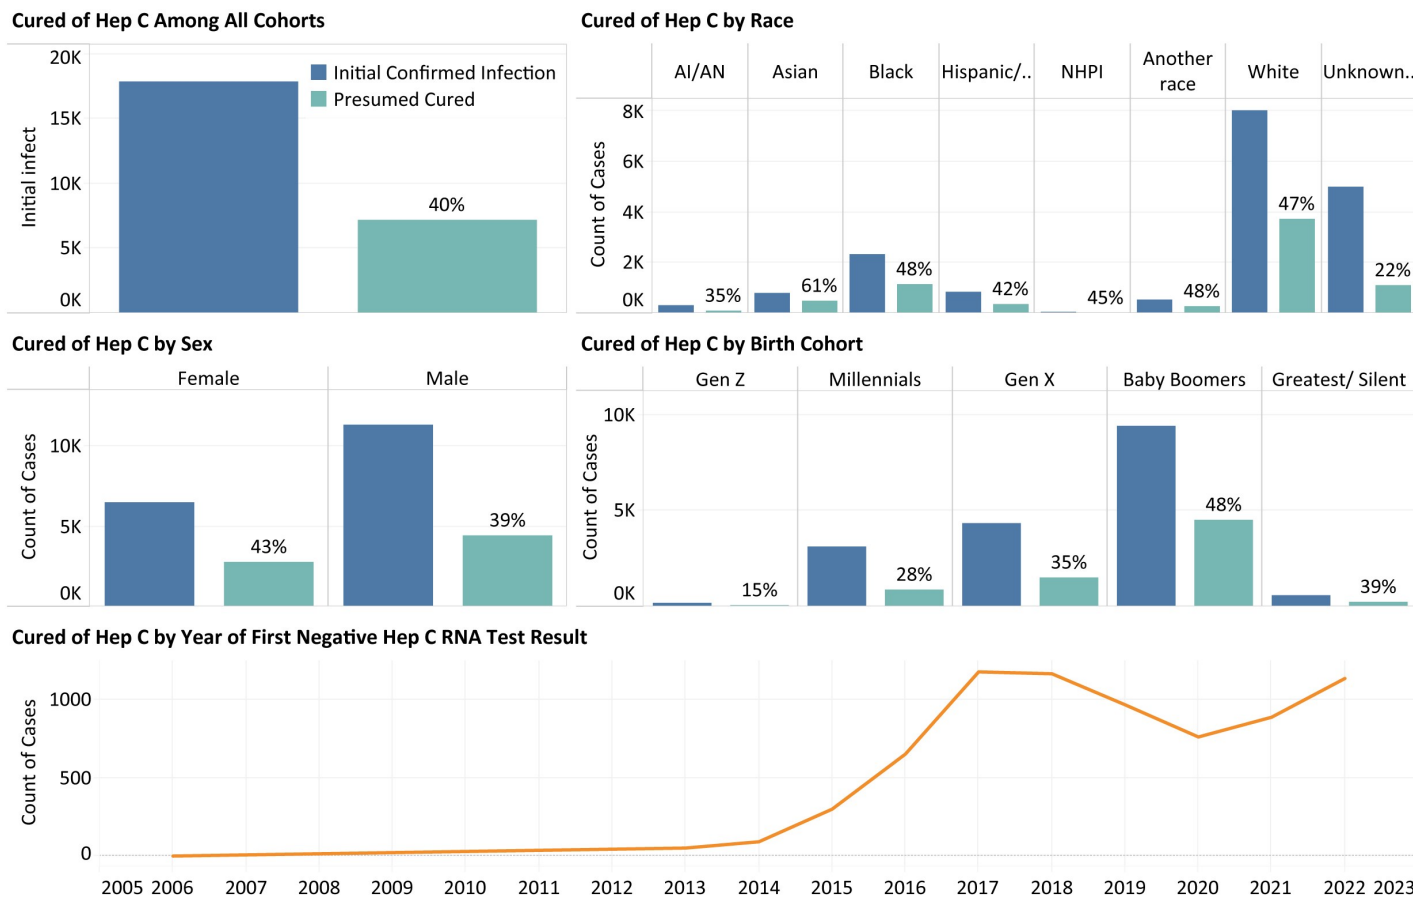 Cured of Hep C Among All Cohorts
20K
15K
10K
5K
0K
Initial infect
Initial Confirmed Infection
Presumed Cured
40%
Cured of Hep C by Race
AI/AN
Asian
Black
Hispanic/..
NHPI
Another
race
White
Unknown..
8K
6K
4K
2K
0K
Count of Cases
35%
61%
48%
42%
45%
48%
47%
22%
Cured of Hep C by Sex
Female
Male
10K
5K
0K
Count of Cases
43%
39%
Cured of Hep C by Birth Cohort
Gen Z
Millennials
Gen X
Baby Boomers
Greatest/ Silent
10K
5K
0K
Count of Cases
15%
28%
35%
48%
39%
Cured of Hep C by Year of First Negative Hep C RNA Test Result
1000
500
0
Count of Cases
2005 2006 2007 2008 2009 2010 2011 2012 2013 2014 2015 2016 2017 2018 2019 2020 2021 2022 2023